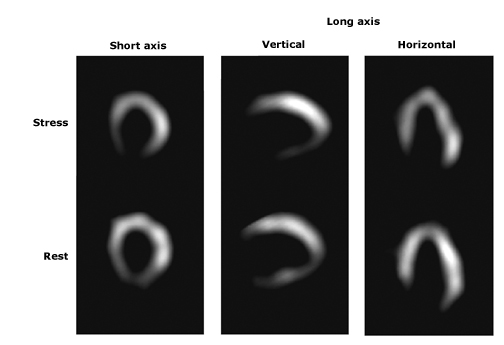 Long axis
Short axis
Vertical
Horizontal
Stress
Rest